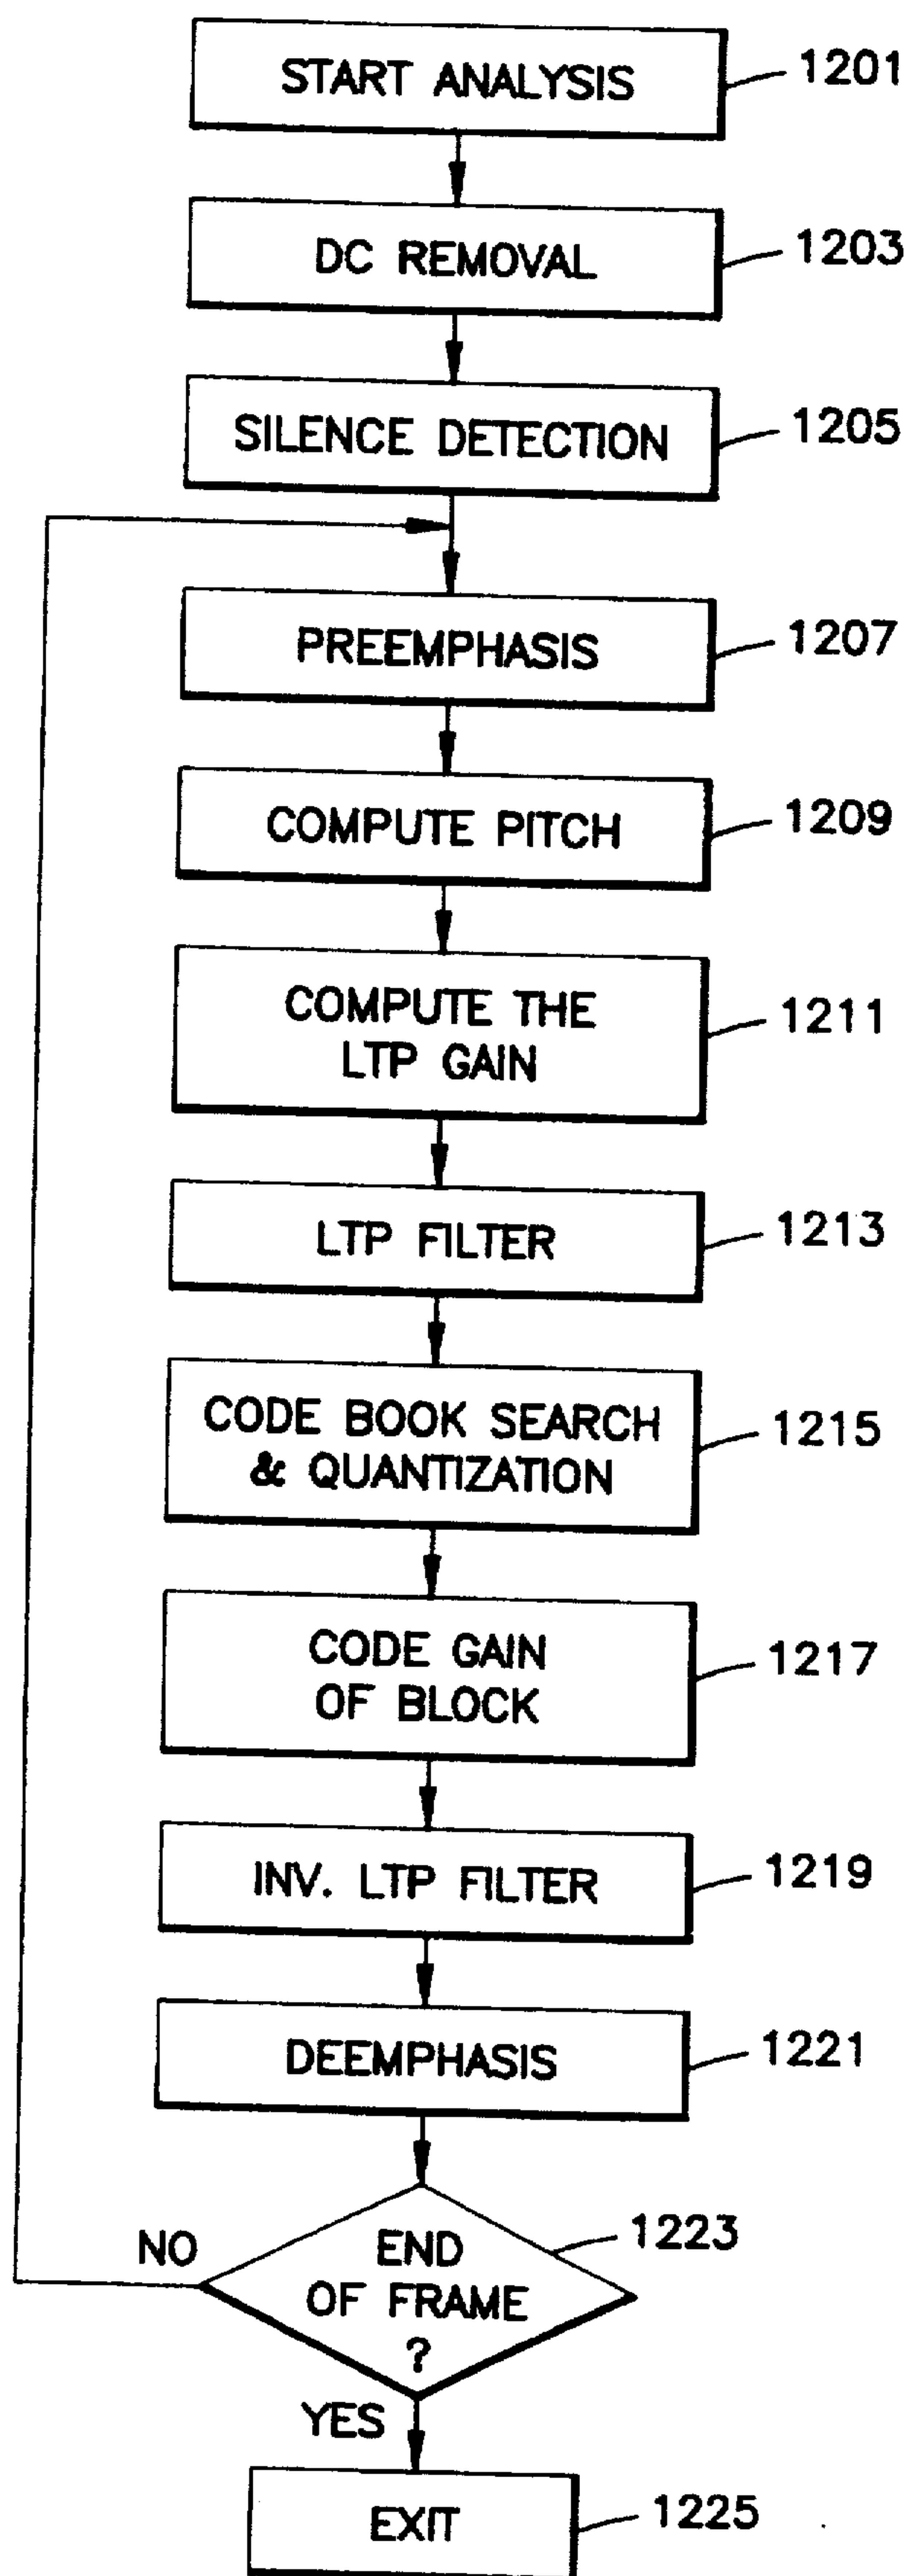 START ANALYSIS
1201
DC REMOVAL
1203
SILENCE DETECTION
1205
PREEMPHASIS
1207
COMPUTE PITCH
1209
COMPUTE THE
LTP GAIN
1211
LTP FILTER
1213
CODE BOOK SEARCH
& QUANTIZATION
1215
CODE GAIN
OF BLOCK
1217
INV. LTP FILTER
1219
DEEMPHASIS
1221
END
OF FRAME
?
1223
NO
YES
EXIT
1225